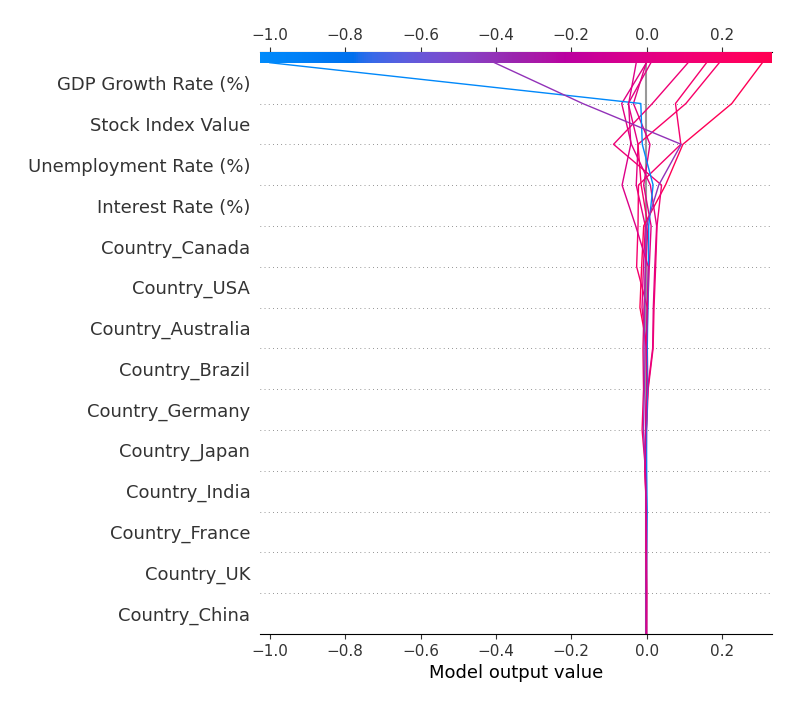 −1.0 −0.8 −0.6 −0.4 −0.2 0.0 0.2
GDP Growth Rate (%)
Stock Index Value
Unemployment Rate (%)
Interest Rate (%)
Country_Canada
Country_USA
Country_Australia
Country_Brazil
Country_Germany
Country_Japan
Country_India
Country_France
Country_UK
Country_China
−1.0 −0.8 −0.6 −0.4 −0.2 0.0 0.2
Model output value